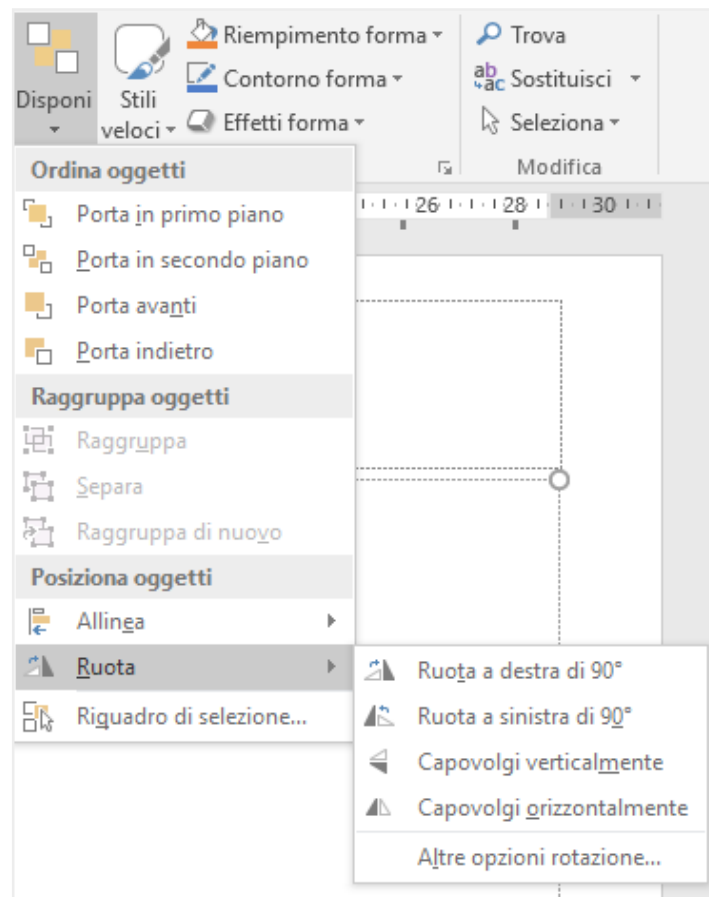 Disponi
Stili
veloci
Riempimento forma
Contorno forma
Effetti forma
Trova
ab
ac Sostituisci
Seleziona
Modifica
26 28 30
Ordina oggetti
Porta in primo piano
Porta in secondo piano
Porta avanti
Porta indietro
Raggruppa oggetti
Raggruppa
Separa
Raggruppa di nuovo
Posiziona oggetti
Allinea
Ruota
Riquadro di selezione...
Ruota a destra di 90°
Ruota a sinistra di 90°
Capovolgi verticalmente
Capovolgi orizzontalmente
Altre opzioni rotazione...